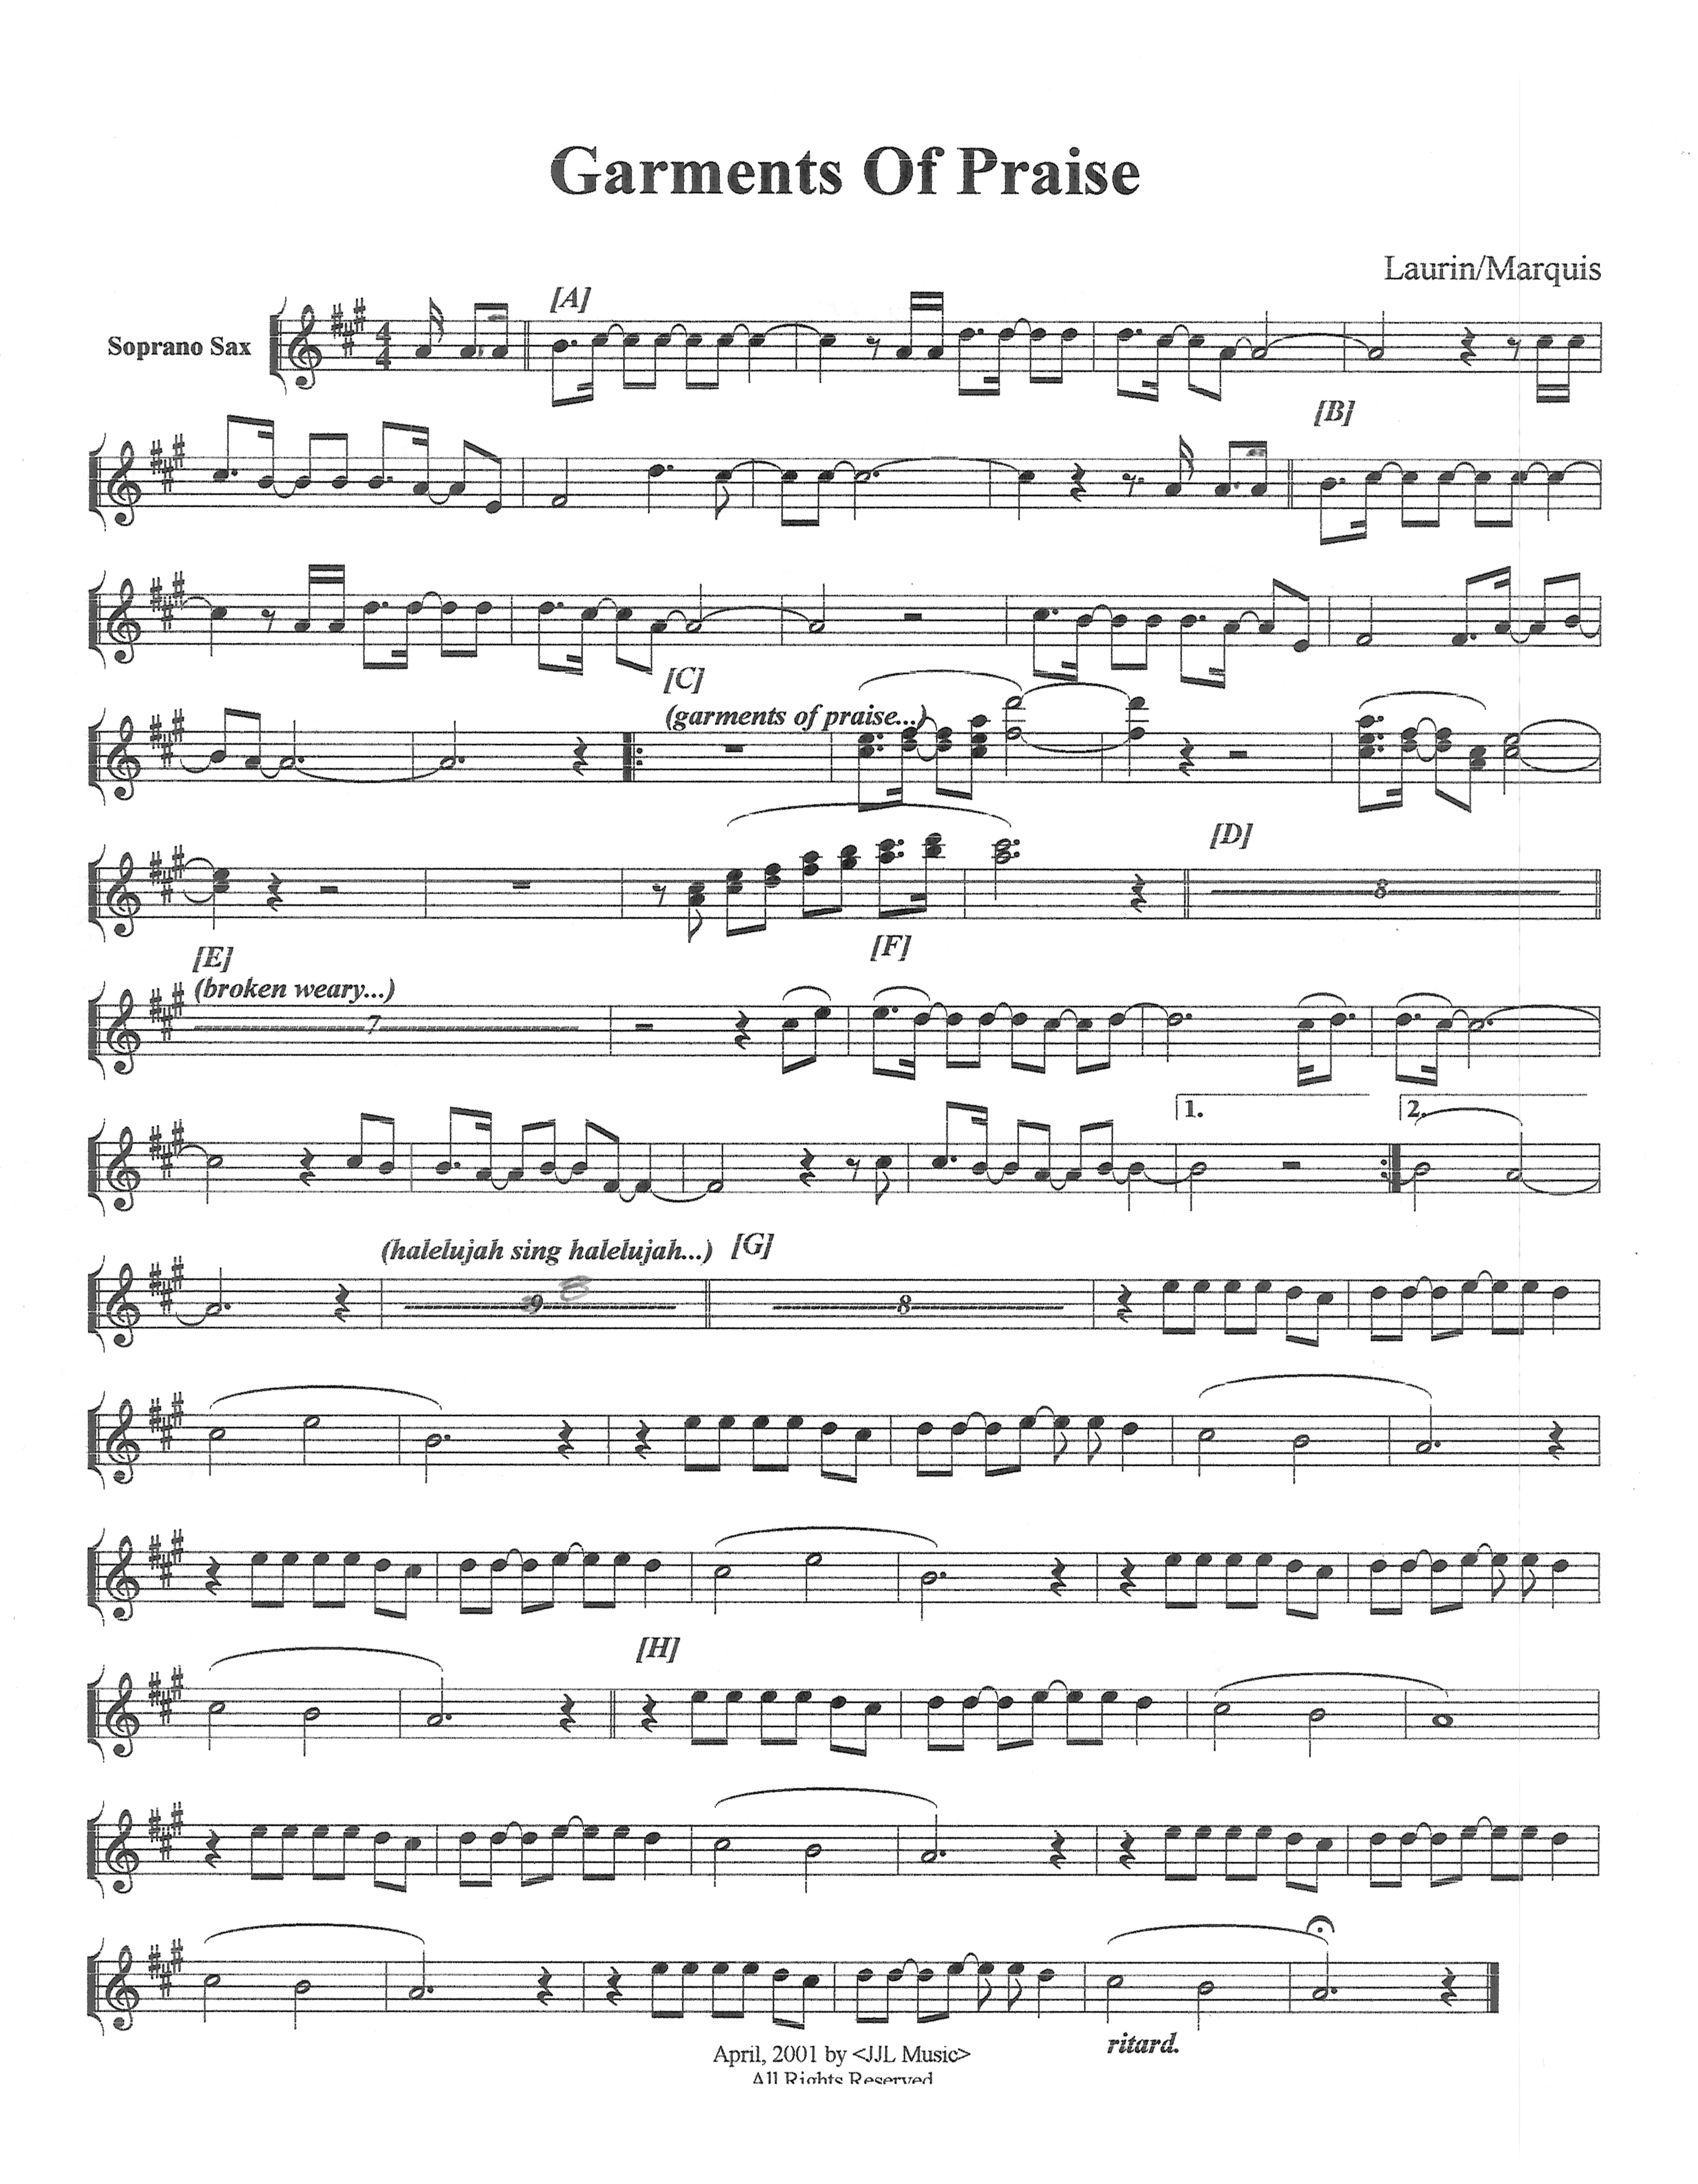 Garments Of Praise
Laurin/Marquis
[A]
Soprano Sax
4
4
[B]
[C]
(garments of praise...)
[D]
8
[E]
[F]
(broken weary...)
7
1.
2.
(halelujah sing halelujah...) [G]
9 8
8
[H]
ritard.
April, 2001 by <JJL Music>
All Rights Reserved